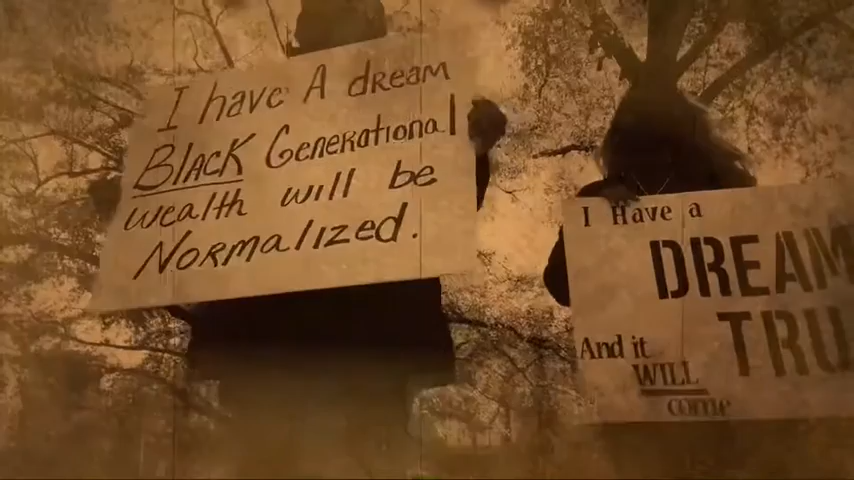 I have A dream
Black Generational
wealth will be
Normalized.
I Have a
DREAM
And it
WILL
come
TRU